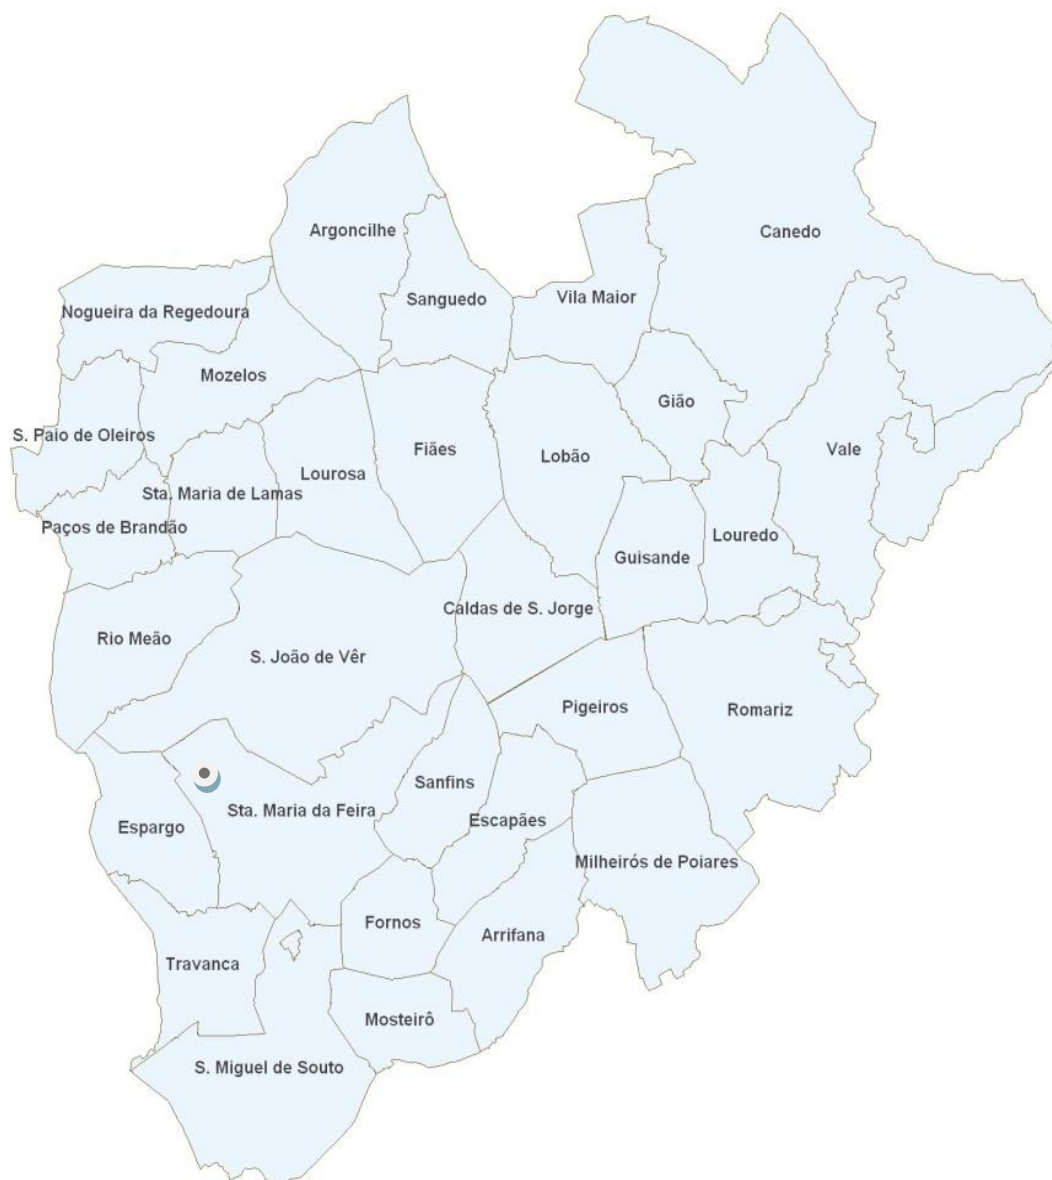 Argoncilhe
Canedo
Sanguedo
Vila Maior
Nogueira da Regedoura
Mozelos
Gião
S. Paio de Oleiros
Fiães
Lobão
Vale
Lourosa
Sta. Maria de Lamas
Paços de Brandão
Louredo
Guisande
Caldas de S. Jorge
Rio Meão
S. João de Vêr
Pigeiros
Romariz
Sanfins
Sta. Maria da Feira
Escapães
Espargo
Milheirós de Poiares
Fornos
Arrifana
Travanca
Mosteirô
S. Miguel de Souto